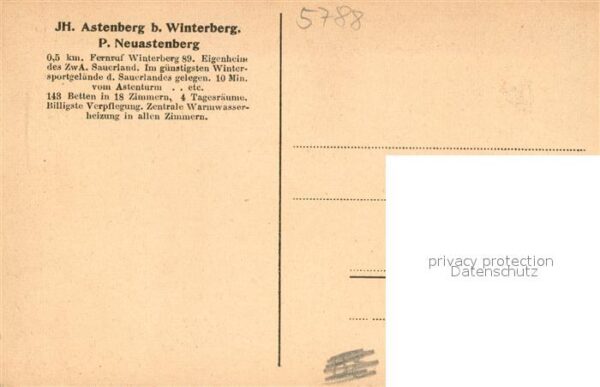 JH. Astenberg b. Winterberg.
P. Neuastenberg
0,5 km. Fernruf Winterberg 89. Eigenheim
des ZwA. Sauerland. Im günstigsten Winter-
sportgelände d. Sauerlandes gelegen. 10 Min.
vom Astenturm . . etc.
143 Betten in 18 Zimmern, 4 Tagesräume.
Billigste Verpflegung. Zentrale Warmwasser-
heizung in allen Zimmern.
5788
privacy protection
Datenschutz